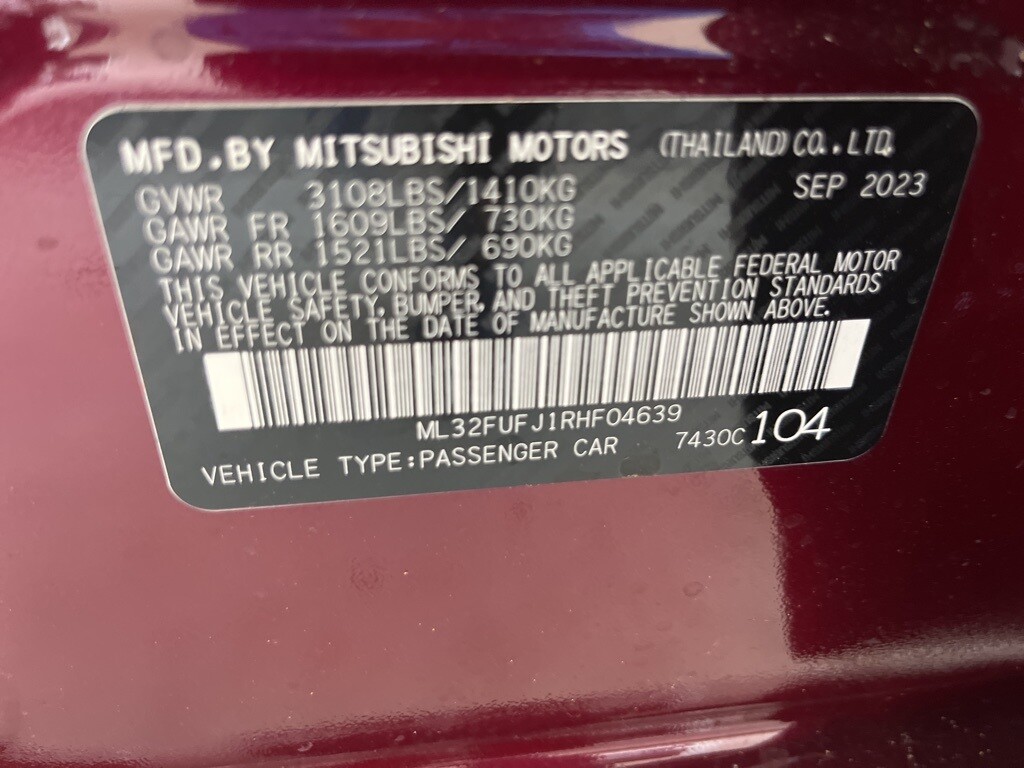 MFD.BY MITSUBISHI MOTORS (THAILAND) CO.,LTD.
GVWR 3108LBS/1410KG SEP 2023
GAWR FR 1609LBS/ 730KG
GAWR RR 1521LBS/ 690KG
THIS VEHICLE CONFORMS TO ALL APPLICABLE FEDERAL MOTOR
VEHICLE SAFETY, BUMPER, AND THEFT PREVENTION STANDARDS
IN EFFECT ON THE DATE OF MANUFACTURE SHOWN ABOVE.
ML32FUFJ1RHF04639
VEHICLE TYPE:PASSENGER CAR 7430C 104